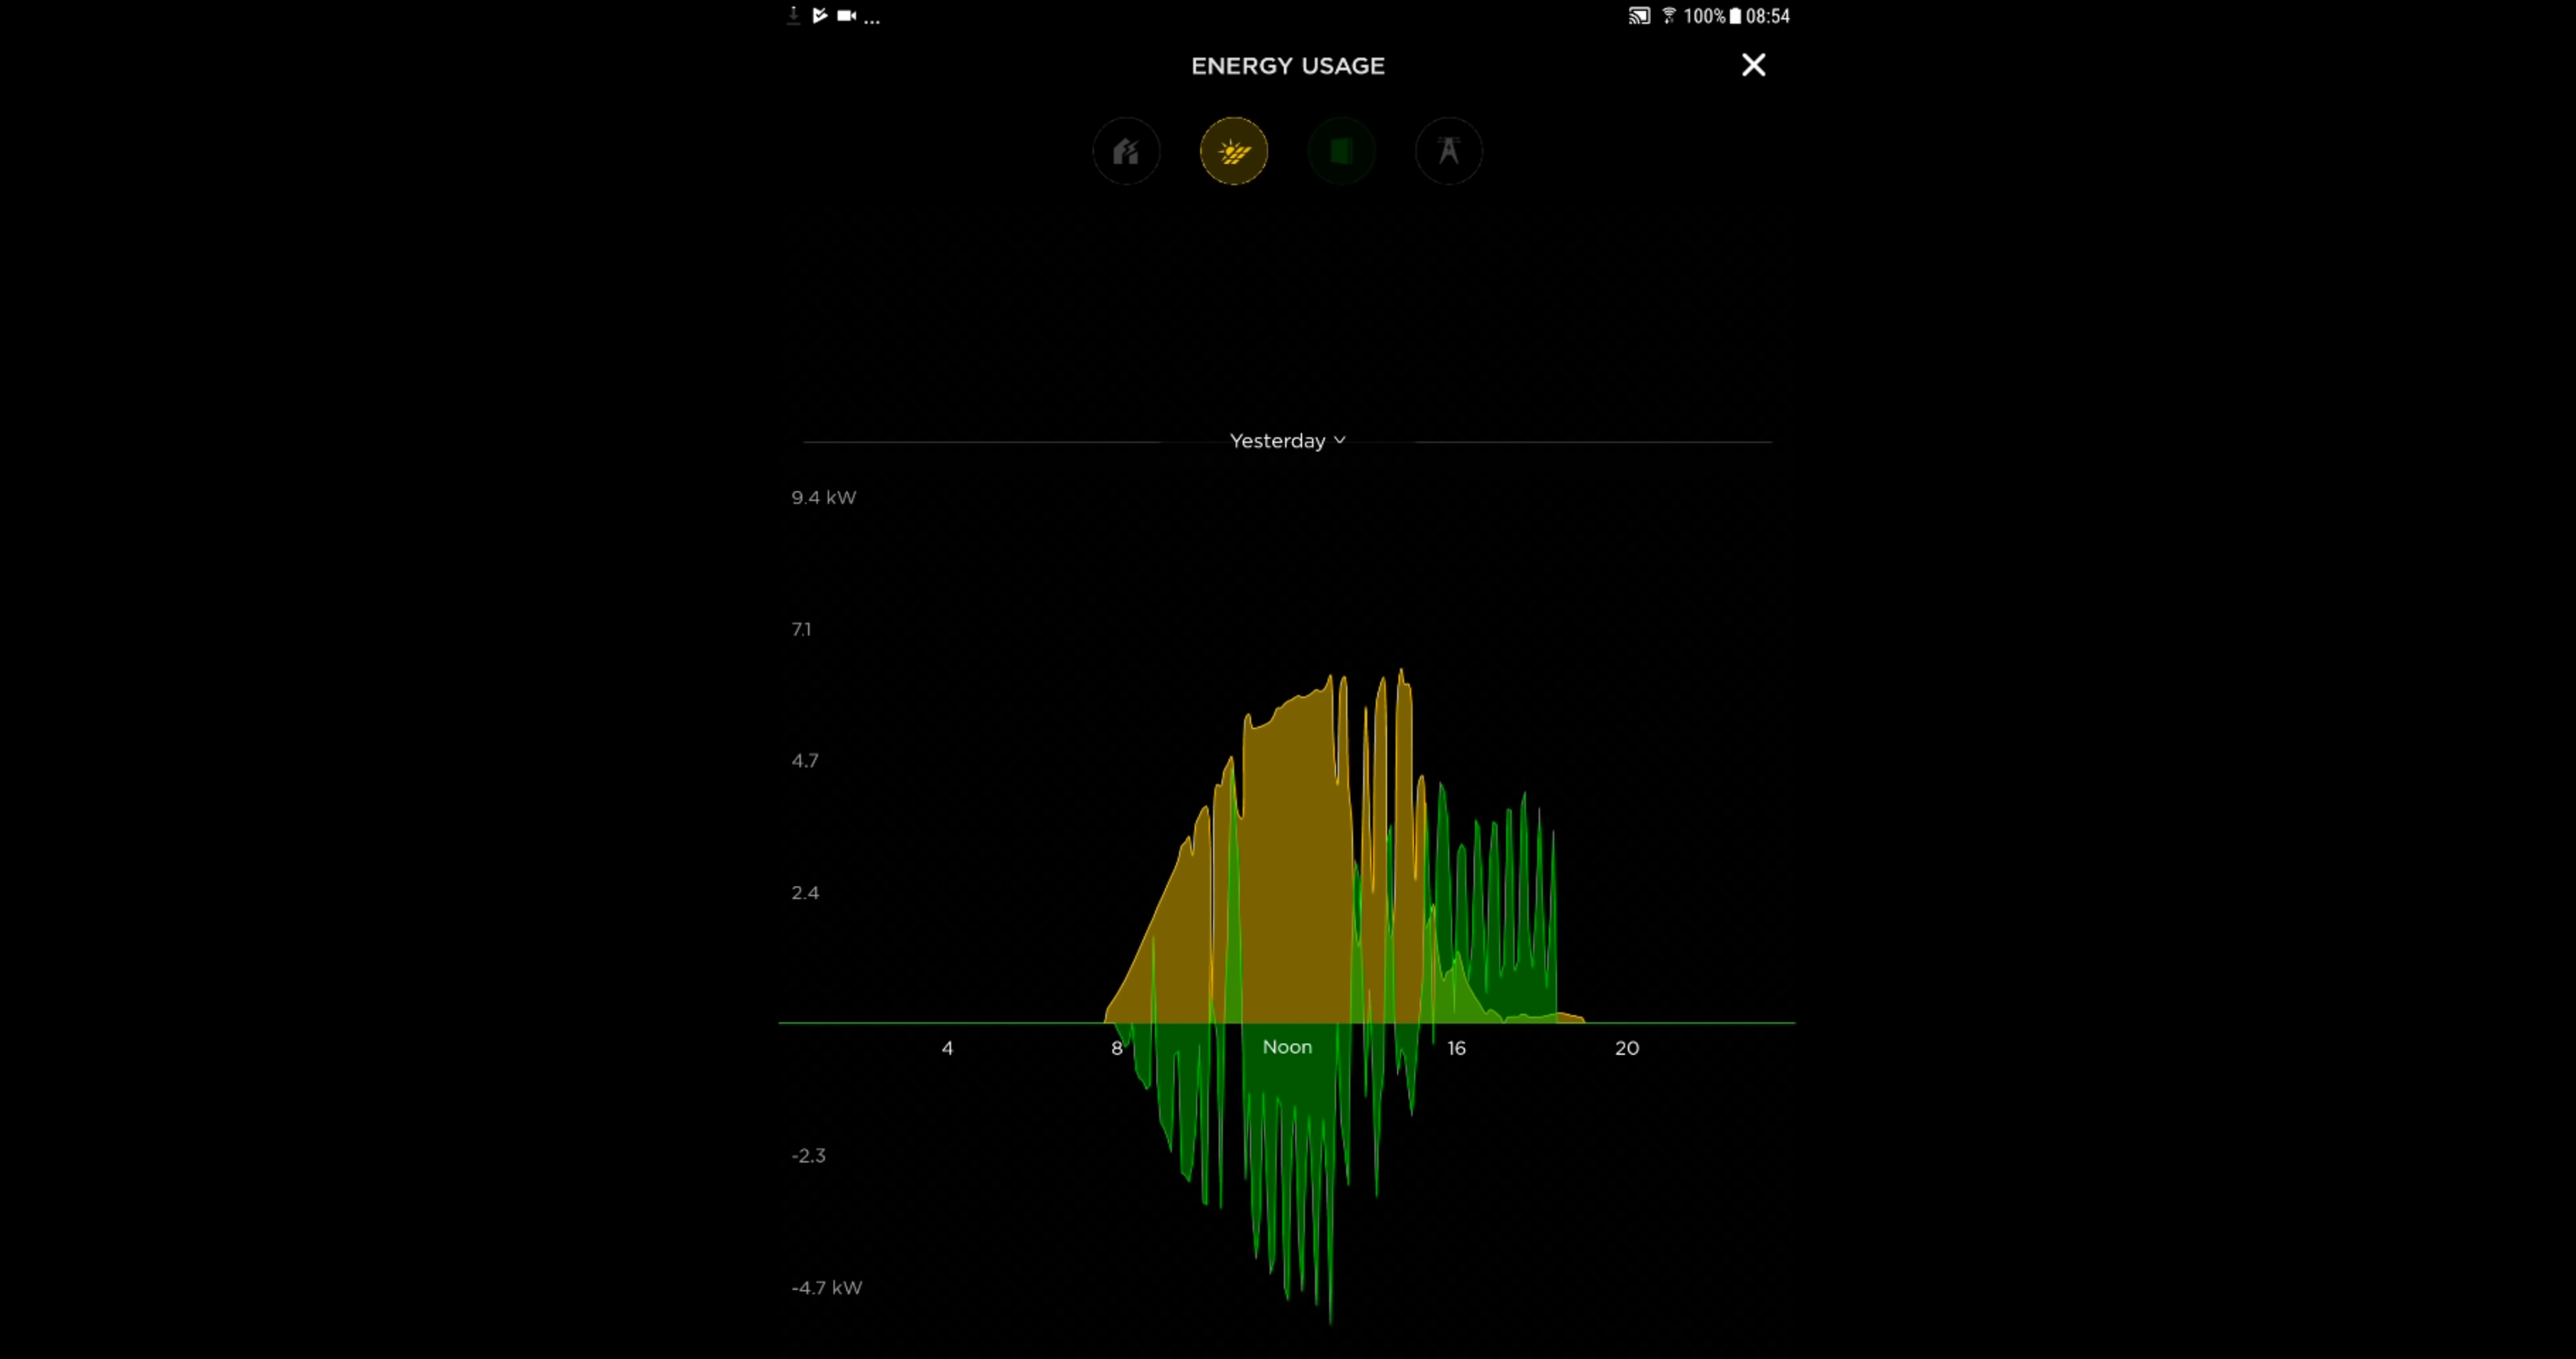 ... 100% 08:54
ENERGY USAGE
Yesterday
9.4 kW
7.1
4.7
2.4
4 8 Noon 16 20
-2.3
-4.7 kW